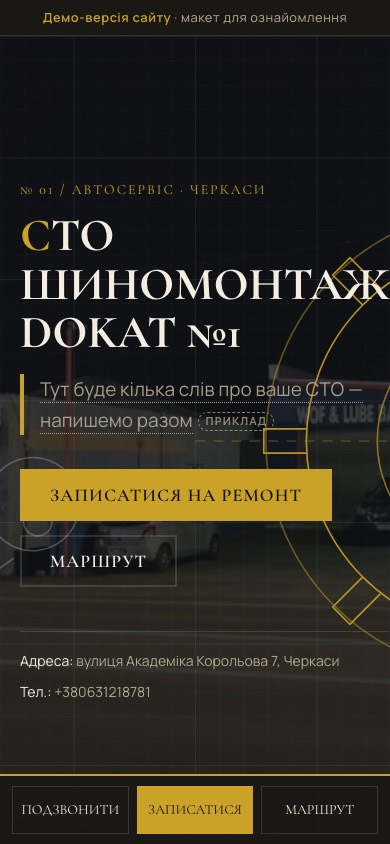 Демо-версія сайту · макет для ознайомлення
№ 01 / АВТОСЕРВІС · ЧЕРКАСИ
СТО
ШИНОМОНТАЖ
DOKAT №1
Тут буде кілька слів про ваше СТО —
напишемо разом ПРИКЛАД
WOF & LUBE
ЗАПИСАТИСЯ НА РЕМОНТ
МАРШРУТ
Адреса: вулиця Академіка Корольова 7, Черкаси
Тел.: +380631218781
ПОДЗВОНИТИ ЗАПИСАТИСЯ МАРШРУТ